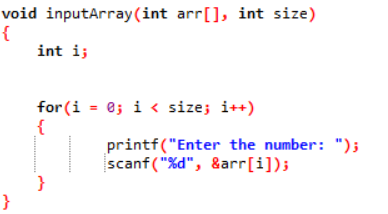 void inputArray(int arr[], int size)
{
int i;
for(i = 0; i < size; i++)
{
printf("Enter the number: ");
scanf("%d", &arr[i]);
}
}